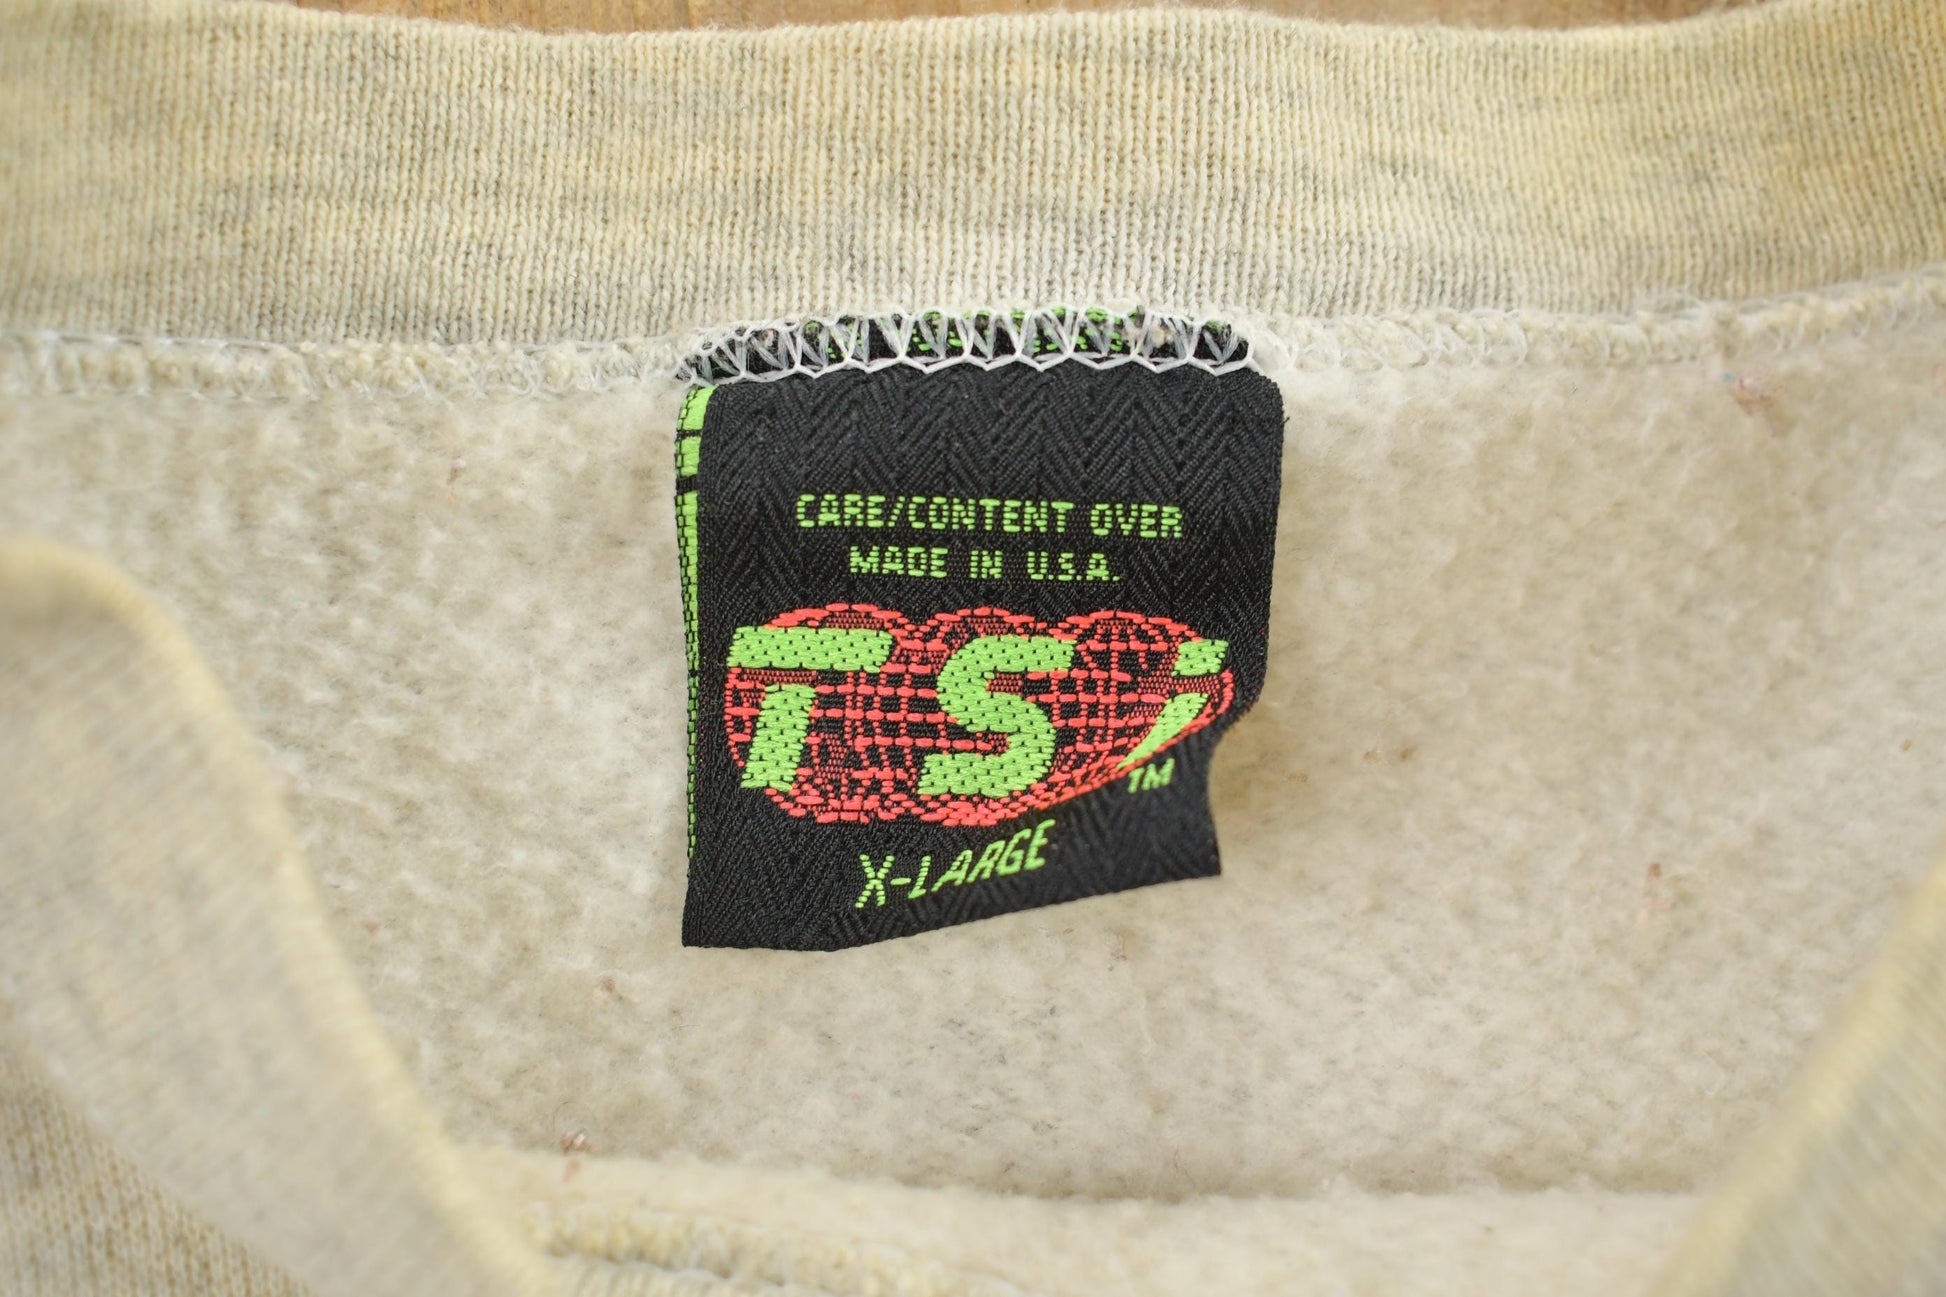 CARE/CONTENT OVER
MADE IN U.S.A.
TSi
TM
X-LARGE